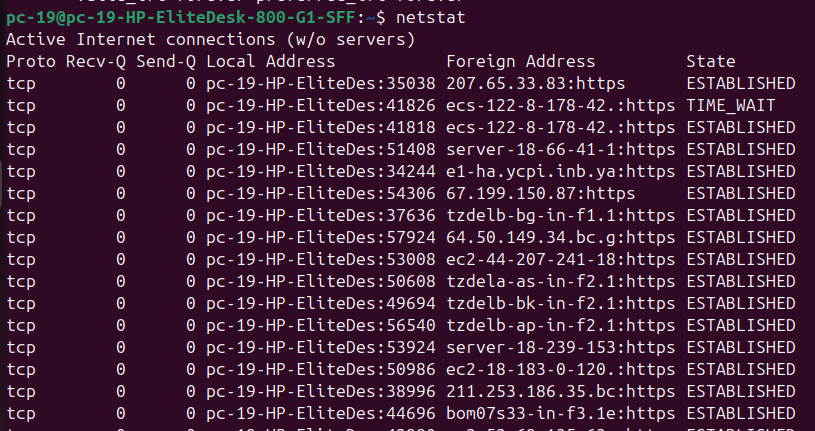 pc-19@pc-19-HP-EliteDesk-800-G1-SFF:~$ netstat
Active Internet connections (w/o servers)
Proto Recv-Q Send-Q Local Address Foreign Address State
tcp 0 0 pc-19-HP-EliteDes:35038 207.65.33.83:https ESTABLISHED
tcp 0 0 pc-19-HP-EliteDes:41826 ecs-122-8-178-42.:https TIME_WAIT
tcp 0 0 pc-19-HP-EliteDes:41818 ecs-122-8-178-42.:https ESTABLISHED
tcp 0 0 pc-19-HP-EliteDes:51408 server-18-66-41-1:https ESTABLISHED
tcp 0 0 pc-19-HP-EliteDes:34244 e1-ha.ycpi.inb.ya:https ESTABLISHED
tcp 0 0 pc-19-HP-EliteDes:54306 67.199.150.87:https ESTABLISHED
tcp 0 0 pc-19-HP-EliteDes:37636 tzdelb-bg-in-f1.1:https ESTABLISHED
tcp 0 0 pc-19-HP-EliteDes:57924 64.50.149.34.bc.g:https ESTABLISHED
tcp 0 0 pc-19-HP-EliteDes:53008 ec2-44-207-241-18:https ESTABLISHED
tcp 0 0 pc-19-HP-EliteDes:50608 tzdela-as-in-f2.1:https ESTABLISHED
tcp 0 0 pc-19-HP-EliteDes:49694 tzdelb-bk-in-f2.1:https ESTABLISHED
tcp 0 0 pc-19-HP-EliteDes:56540 tzdelb-ap-in-f2.1:https ESTABLISHED
tcp 0 0 pc-19-HP-EliteDes:53924 server-18-239-153:https ESTABLISHED
tcp 0 0 pc-19-HP-EliteDes:50986 ec2-18-183-0-120.:https ESTABLISHED
tcp 0 0 pc-19-HP-EliteDes:38996 211.253.186.35.bc:https ESTABLISHED
tcp 0 0 pc-19-HP-EliteDes:44696 bom07s33-in-f3.1e:https ESTABLISHED